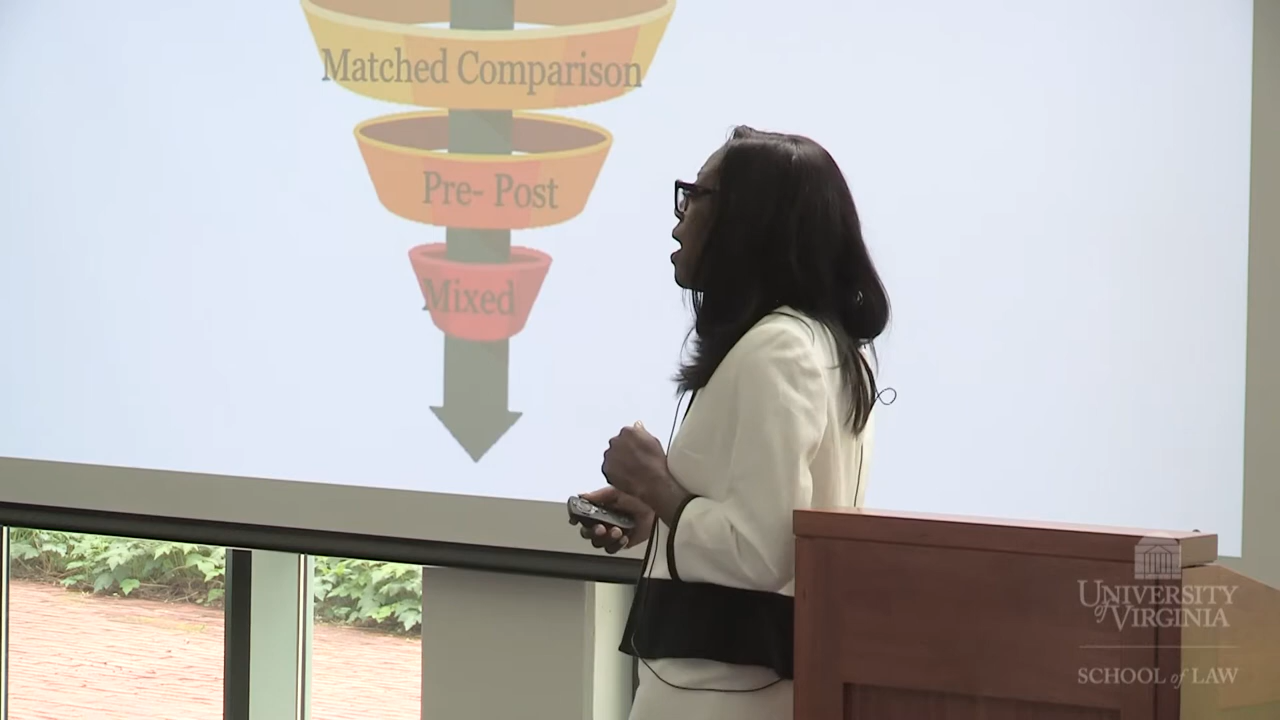 Matched Comparison
Pre- Post
Mixed
UNIVERSITY
of VIRGINIA
SCHOOL of LAW